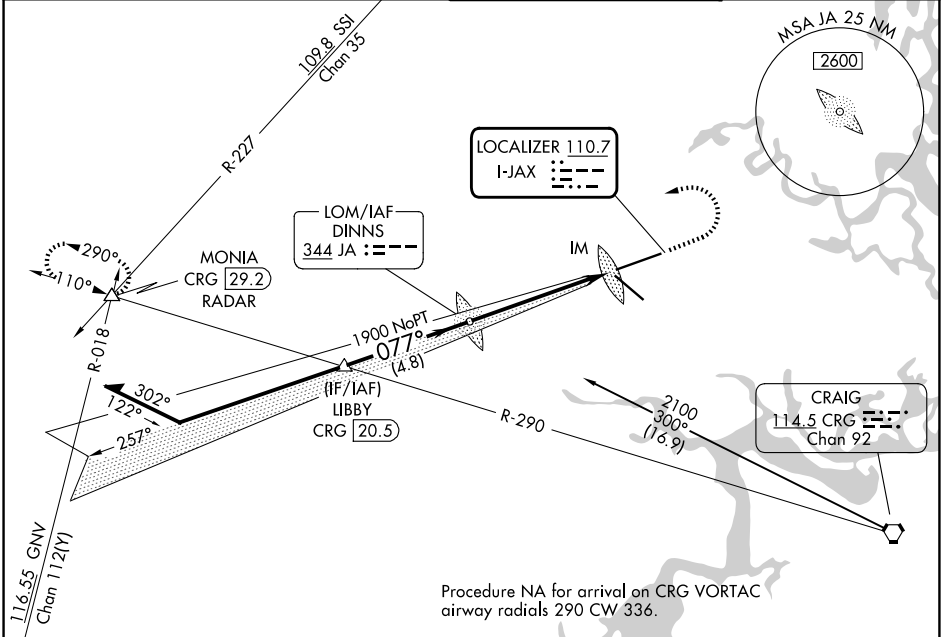 109.8 SSI
Chan 35
R-227
MSA JA 25 NM
2600
LOCALIZER 110.7
I-JAX
LOM/IAF
DINNS
344 JA
IM
290°
110°
MONIA
CRG 29.2
RADAR
R-018
1900 NoPT
077°
(4.8)
(IF/IAF)
LIBBY
CRG 20.5
302°
122°
257°
R-290
2100
300°
(16.9)
CRAIG
114.5 CRG
Chan 92
116.55 GNV
Chan 112(Y)
Procedure NA for arrival on CRG VORTAC
airway radials 290 CW 336.